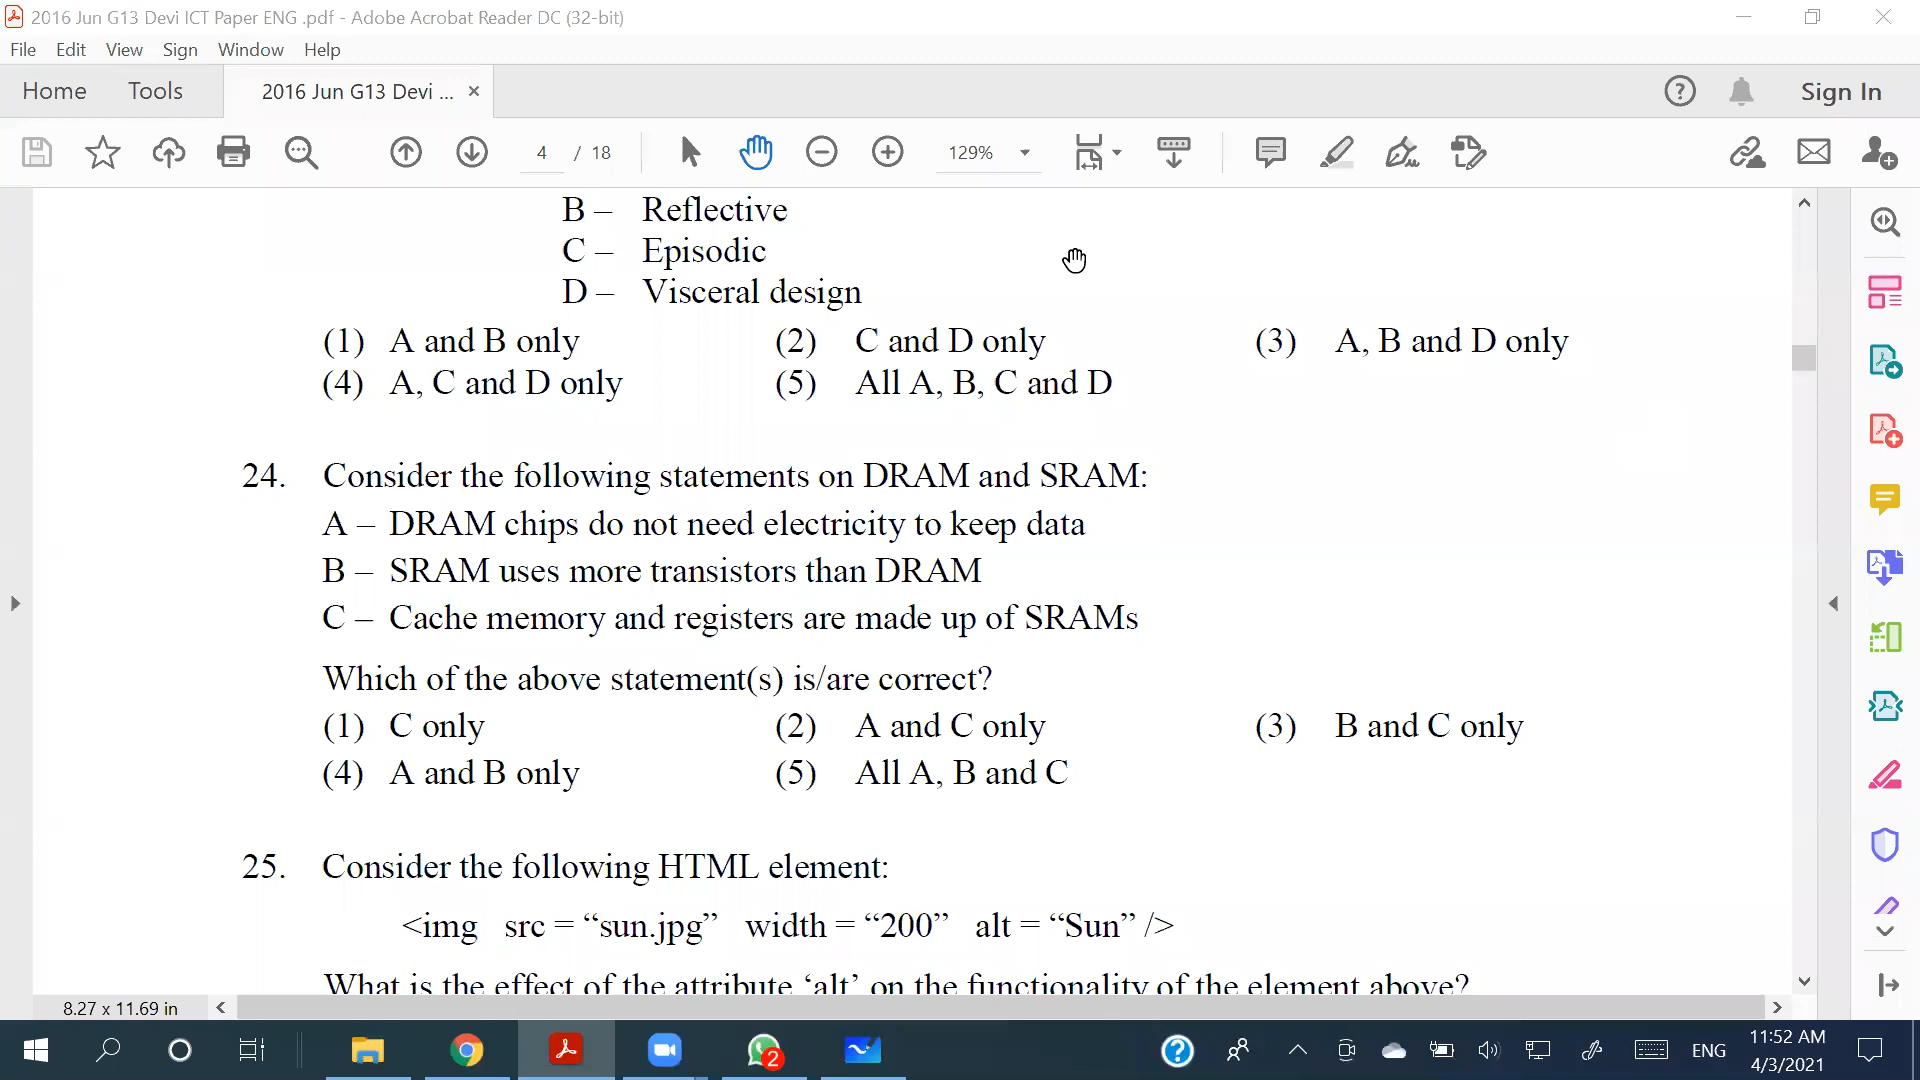 2016 Jun G13 Devi ICT Paper ENG .pdf - Adobe Acrobat Reader DC (32-bit)
File Edit View Sign Window Help
Home Tools 2016 Jun G13 Devi ... × Sign In
4 / 18 129%
B – Reflective
C – Episodic
D – Visceral design
(1) A and B only (2) C and D only (3) A, B and D only
(4) A, C and D only (5) All A, B, C and D
24. Consider the following statements on DRAM and SRAM:
A – DRAM chips do not need electricity to keep data
B – SRAM uses more transistors than DRAM
C – Cache memory and registers are made up of SRAMs
Which of the above statement(s) is/are correct?
(1) C only (2) A and C only (3) B and C only
(4) A and B only (5) All A, B and C
25. Consider the following HTML element:
<img src = “sun.jpg” width = “200” alt = “Sun” />
What is the effect of the attribute ‘alt’ on the functionality of the element above?
8.27 x 11.69 in
2
ENG
11:52 AM
4/3/2021